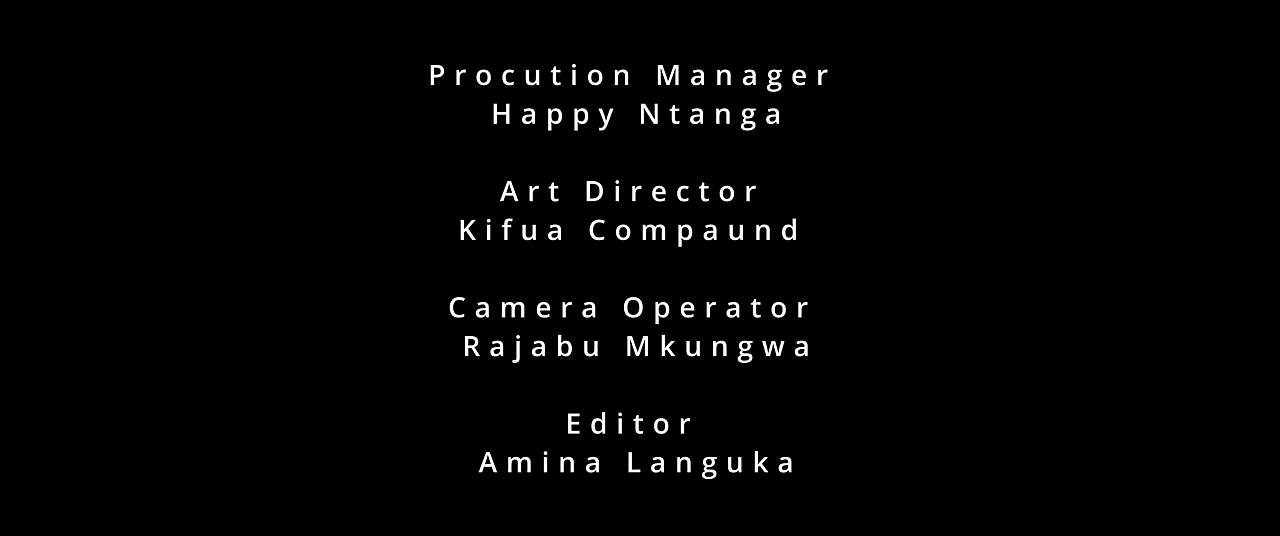 Procution Manager
Happy Ntanga
Art Director
Kifua Compaund
Camera Operator
Rajabu Mkungwa
Editor
Amina Languka